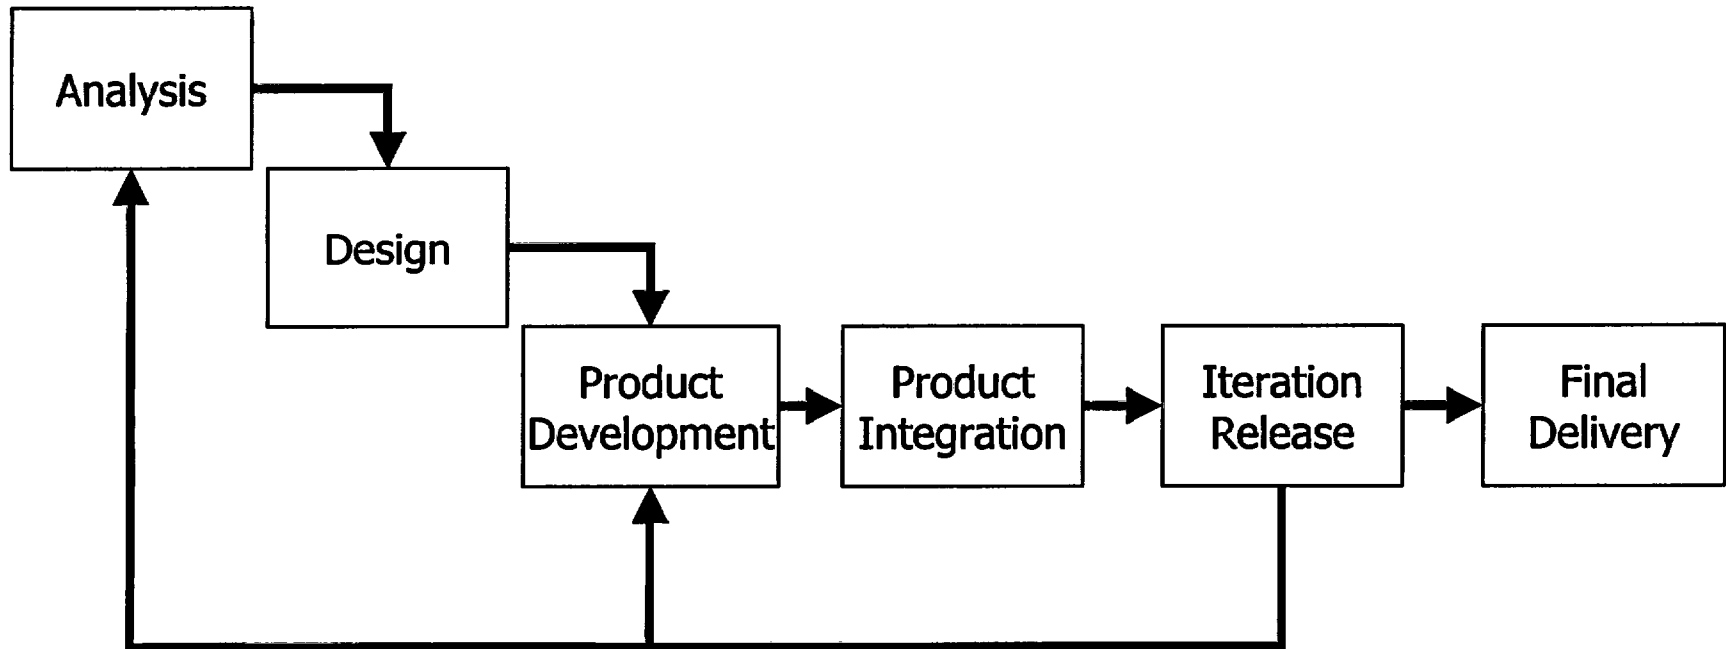 Analysis
Design
Product
Development
Product
Integration
Iteration
Release
Final
Delivery